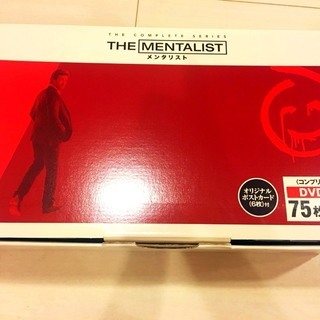 THE COMPLETE SERIES
THE MENTALIST
メンタリスト
オリジナル
ポストカード
(6枚)付
〈コンプリ
DVD
75枚